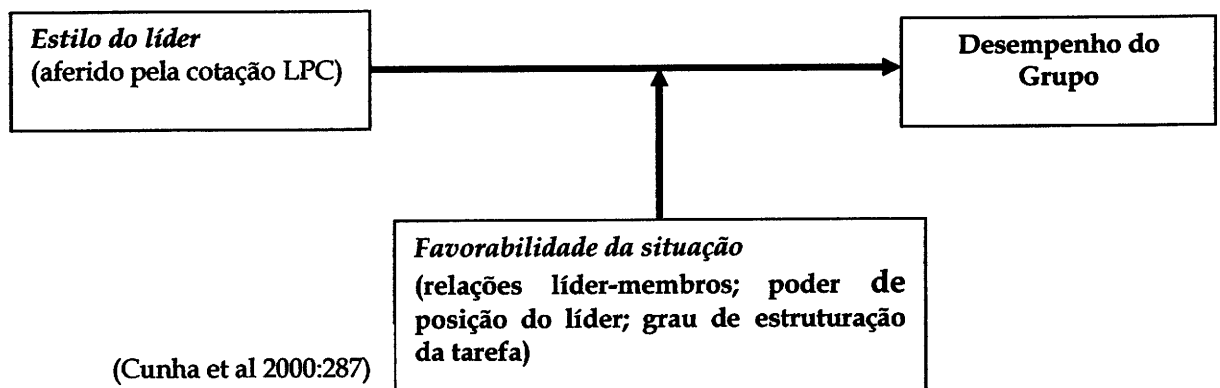 Estilo do líder
(aferido pela cotação LPC)
Desempenho do
Grupo
Favorabilidade da situação
(relações líder-membros; poder de
posição do líder; grau de estruturação
da tarefa)
(Cunha et al 2000:287)